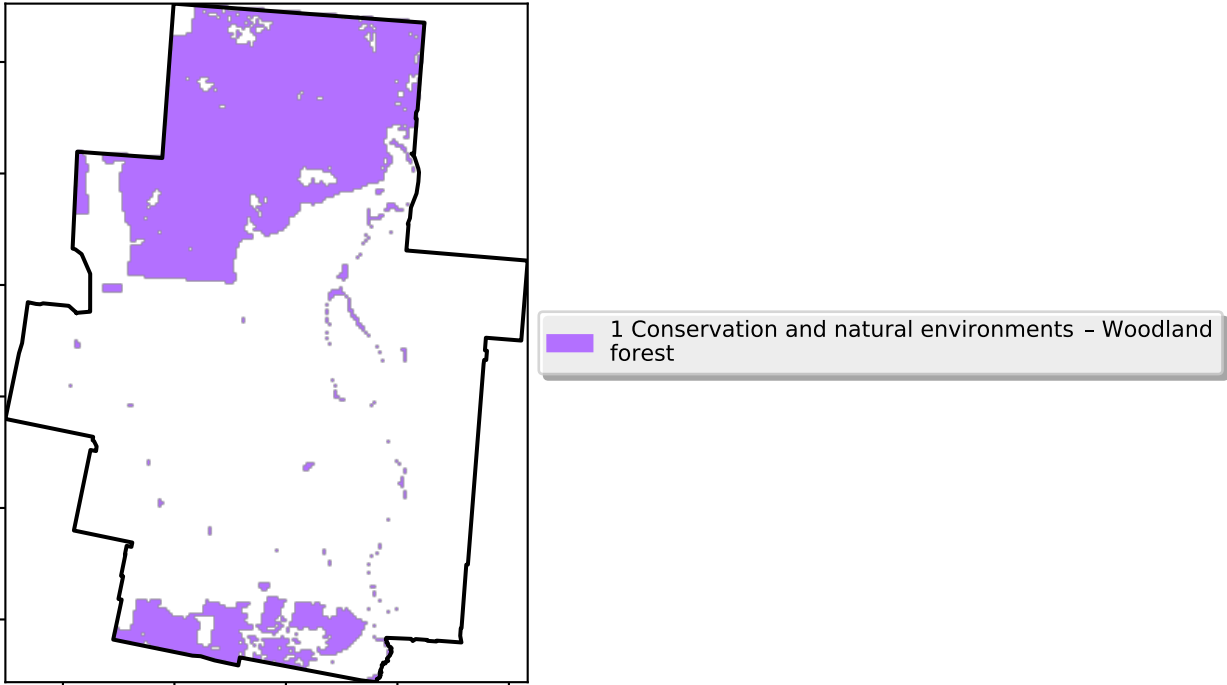 1 Conservation and natural environments – Woodland
forest